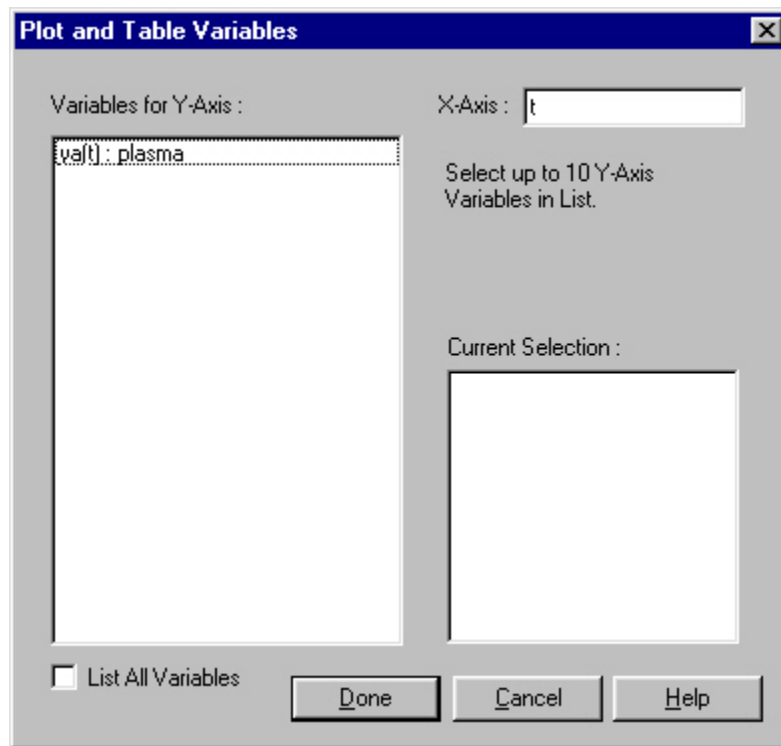 Plot and Table Variables
Variables for Y-Axis :
X-Axis : t
ya(t) : plasma
Select up to 10 Y-Axis
Variables in List.
Current Selection :
List All Variables
Done
Cancel
Help